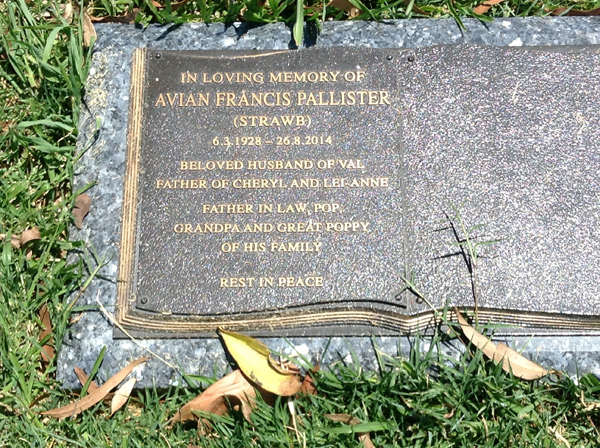 IN LOVING MEMORY OF
AVIAN FRANCIS PALLISTER
(STRAWB)
6.3.1928 – 26.8.2014
BELOVED HUSBAND OF VAL
FATHER OF CHERYL AND LEI-ANNE
FATHER IN LAW, POP,
GRANDPA AND GREAT POPPY
OF HIS FAMILY
REST IN PEACE